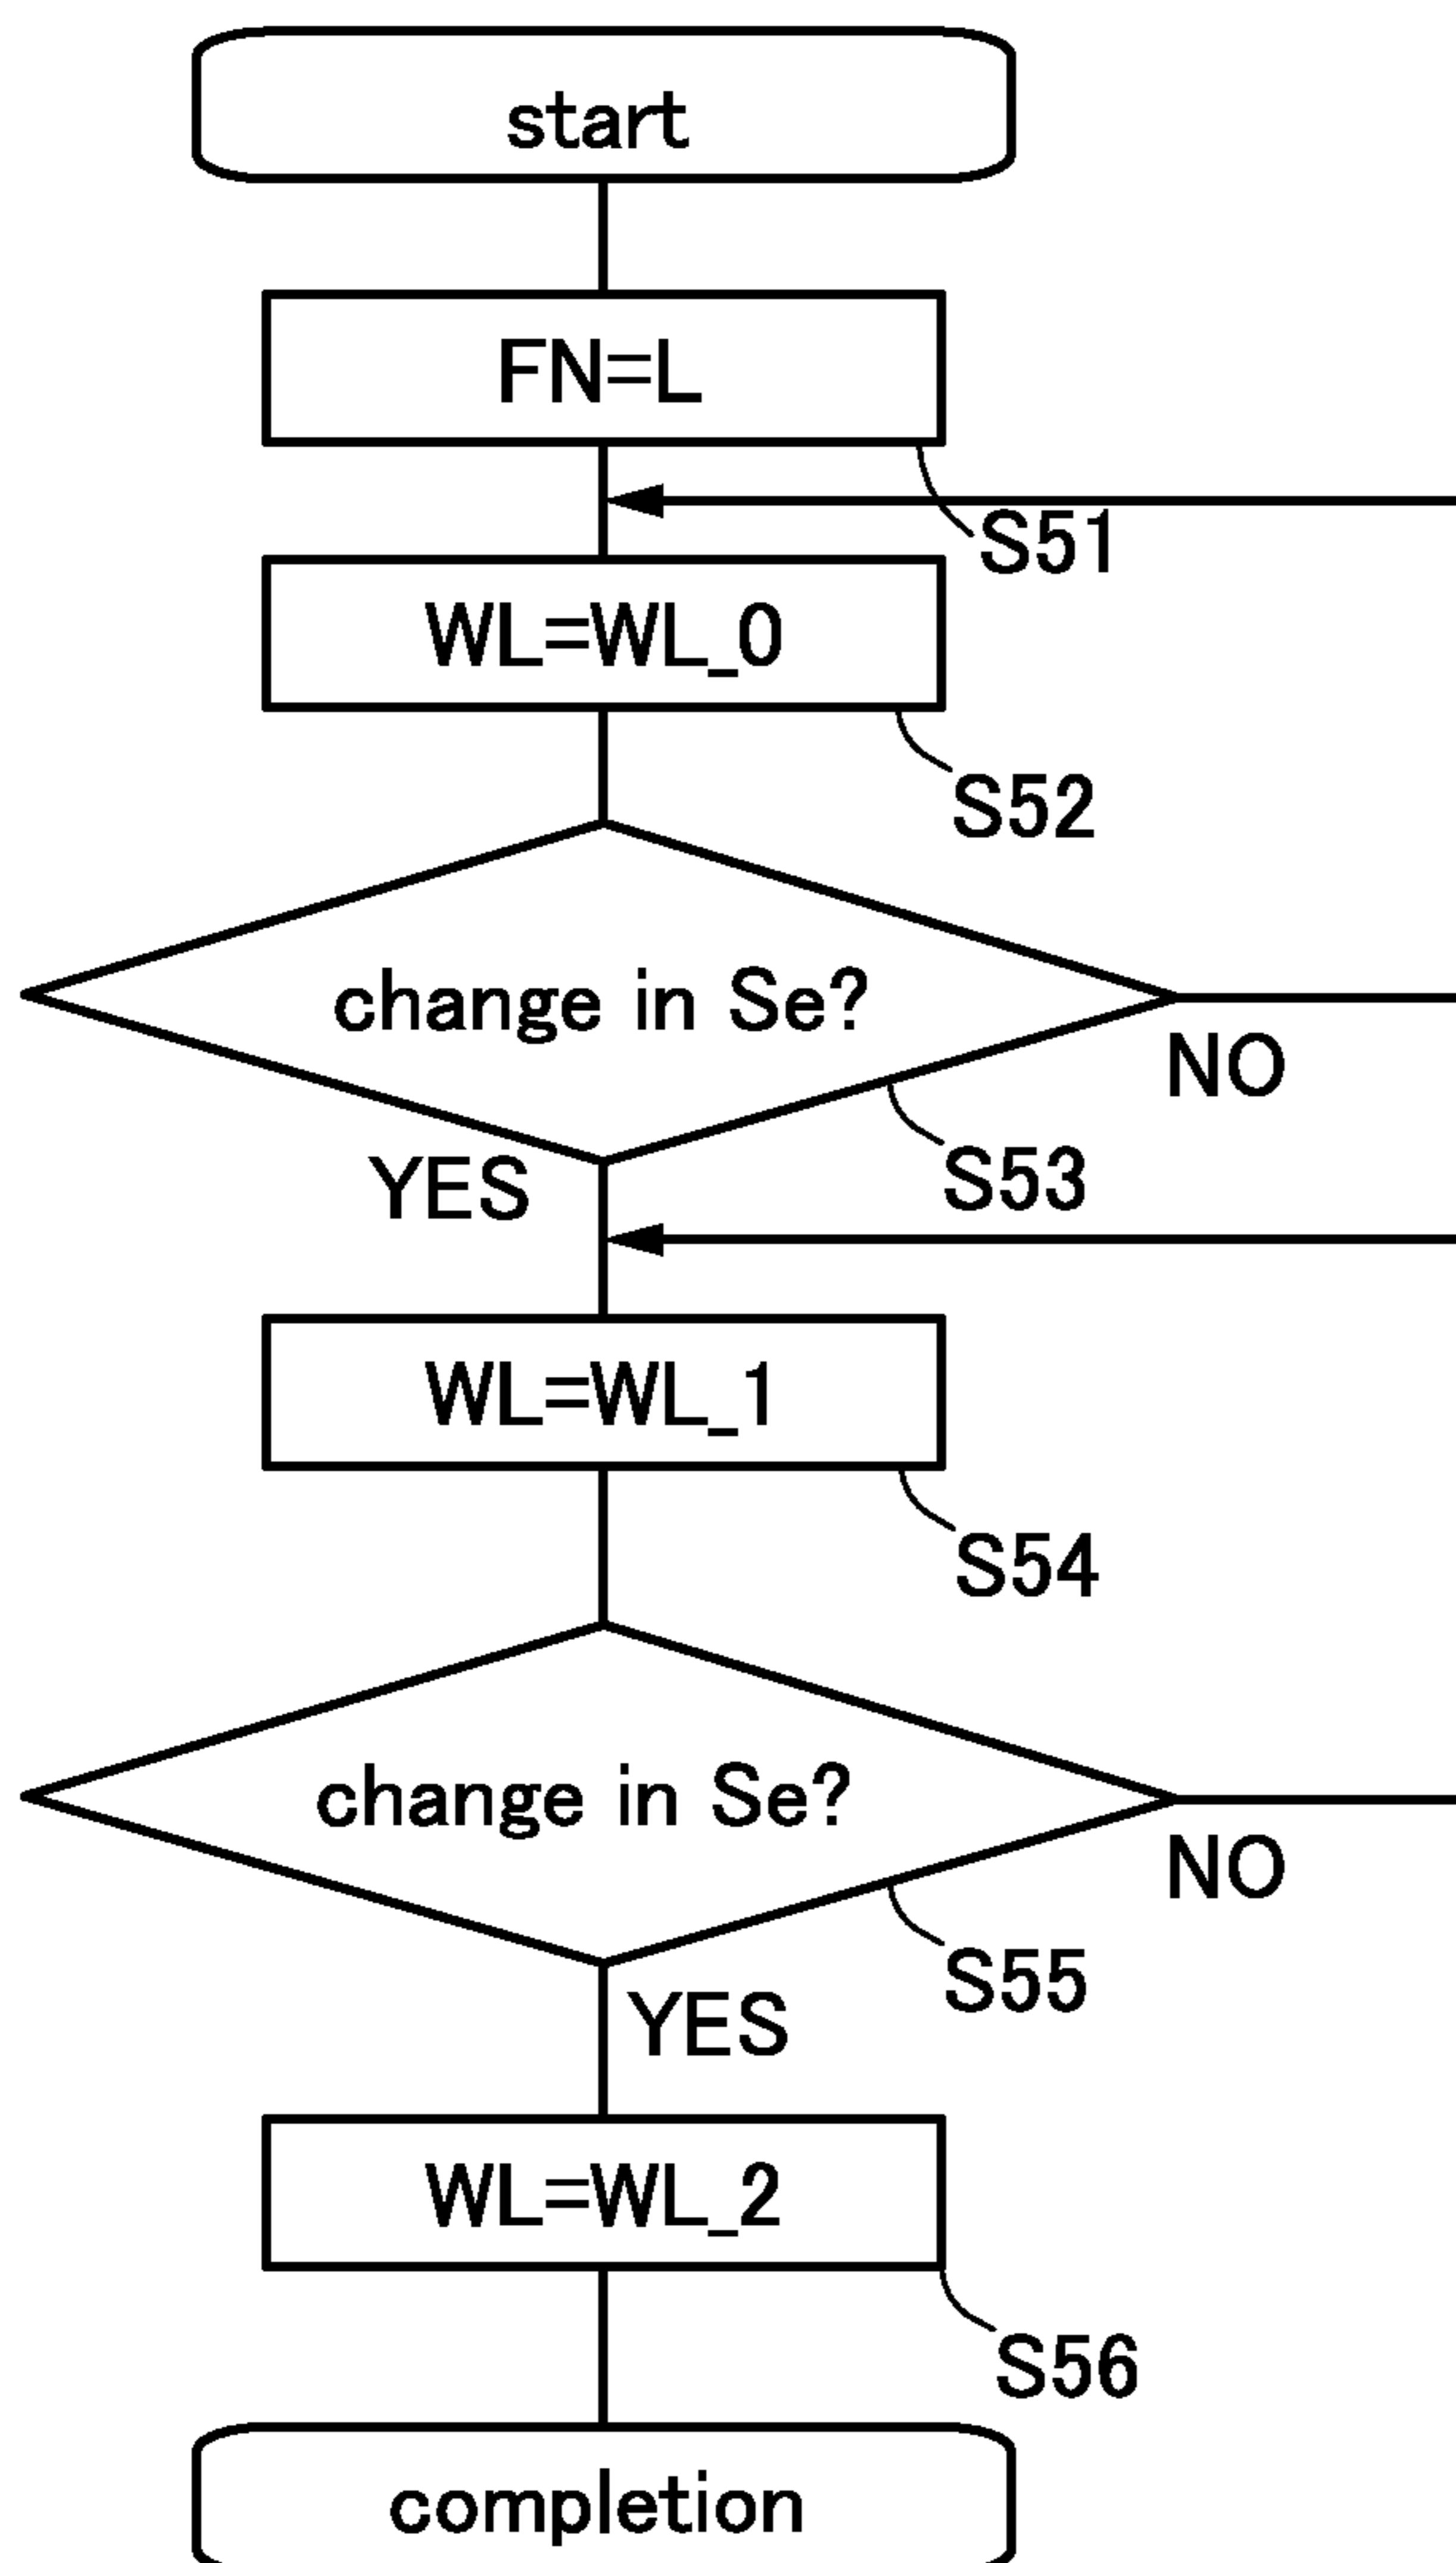 start
FN=L
S51
WL=WL_0
S52
change in Se?
NO
S53
YES
WL=WL_1
S54
change in Se?
NO
S55
YES
WL=WL_2
S56
completion